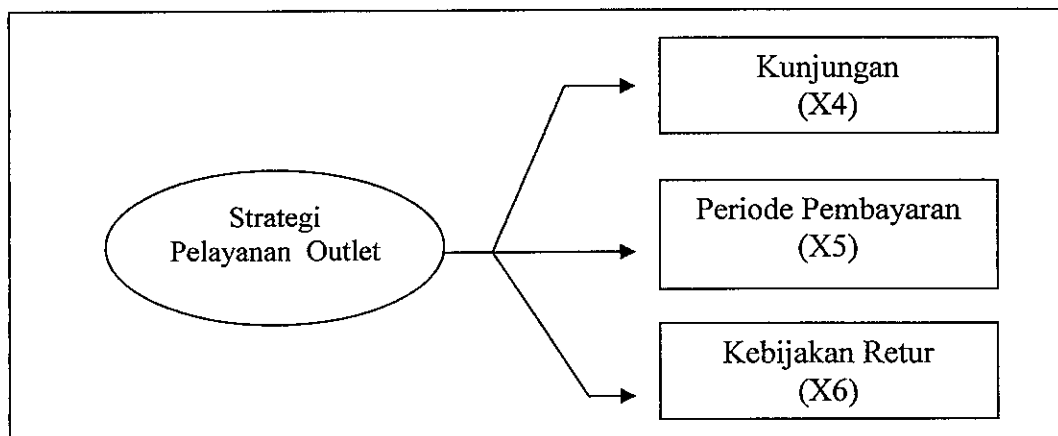 Strategi
Pelayanan Outlet
Kunjungan
(X4)
Periode Pembayaran
(X5)
Kebijakan Retur
(X6)